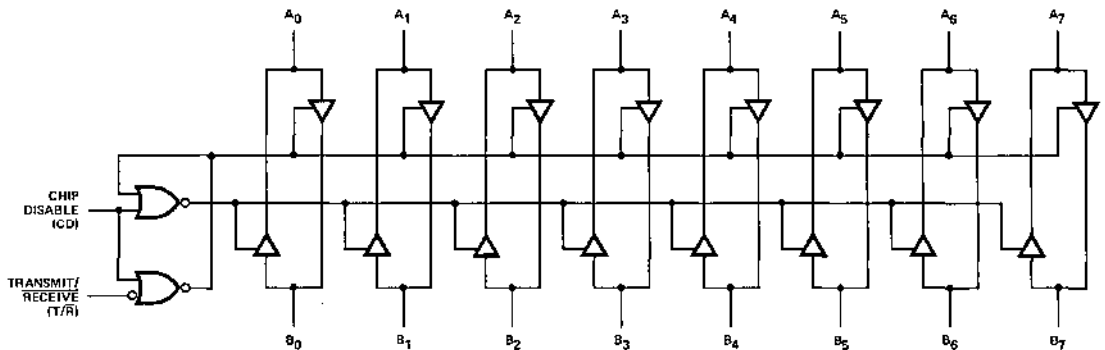 A0 A1 A2 A3 A4 A5 A6 A7
CHIP
DISABLE
(CD)
TRANSMIT/
RECEIVE
(T/R)
B0 B1 B2 B3 B4 B5 B6 B7